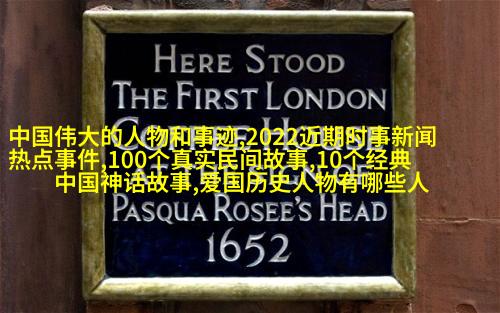 HERE STOOD
THE FIRST LONDON
中国伟大的人物和事迹,2022近期时事新闻
热点事件,100个真实民间故事,10个经典
中国神话故事,爱国历史人物有哪些人
PASQUA ROSEE'S HEAD
1652